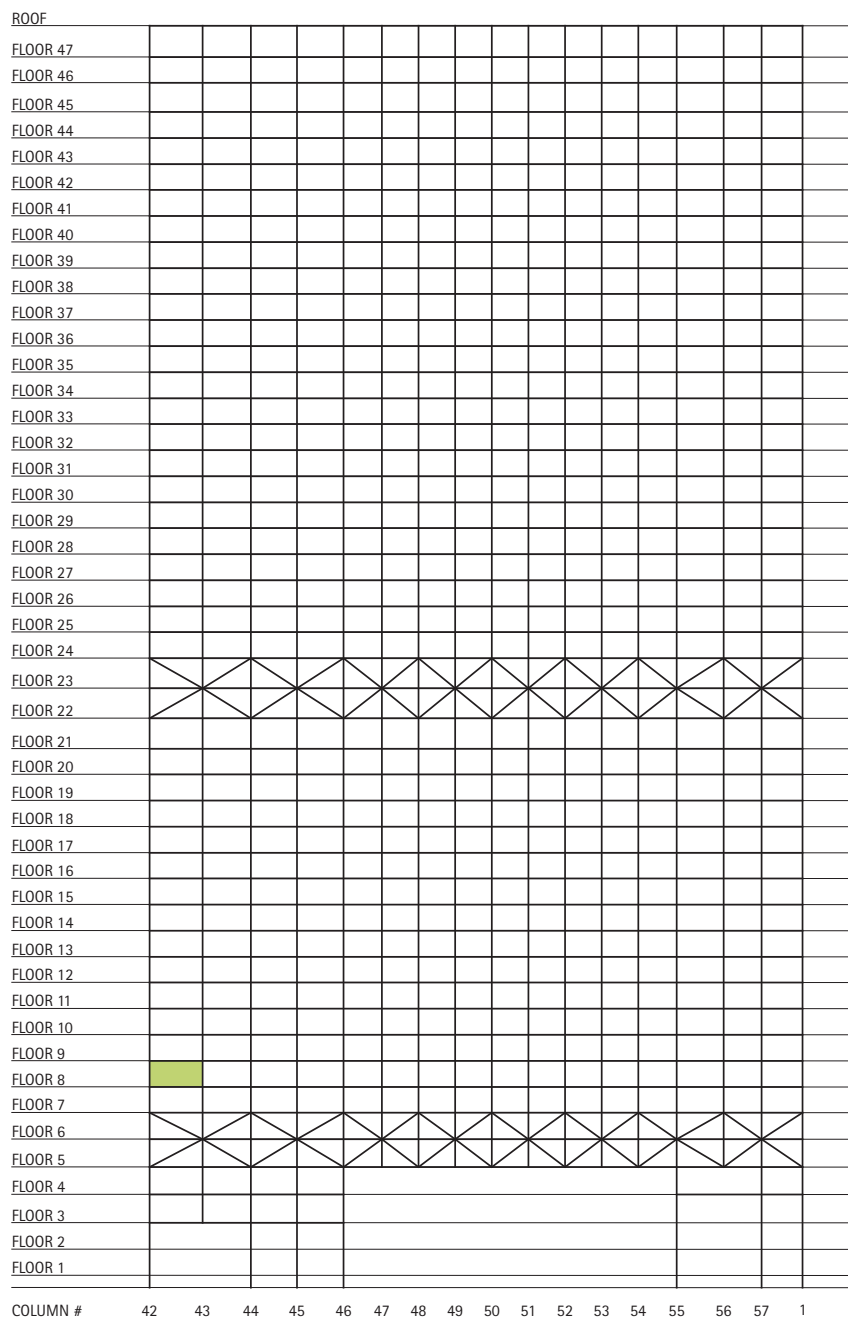 ROOF
FLOOR 47
FLOOR 46
FLOOR 45
FLOOR 44
FLOOR 43
FLOOR 42
FLOOR 41
FLOOR 40
FLOOR 39
FLOOR 38
FLOOR 37
FLOOR 36
FLOOR 35
FLOOR 34
FLOOR 33
FLOOR 32
FLOOR 31
FLOOR 30
FLOOR 29
FLOOR 28
FLOOR 27
FLOOR 26
FLOOR 25
FLOOR 24
FLOOR 23
FLOOR 22
FLOOR 21
FLOOR 20
FLOOR 19
FLOOR 18
FLOOR 17
FLOOR 16
FLOOR 15
FLOOR 14
FLOOR 13
FLOOR 12
FLOOR 11
FLOOR 10
FLOOR 9
FLOOR 8
FLOOR 7
FLOOR 6
FLOOR 5
FLOOR 4
FLOOR 3
FLOOR 2
FLOOR 1
COLUMN # 42 43 44 45 46 47 48 49 50 51 52 53 54 55 56 57 1